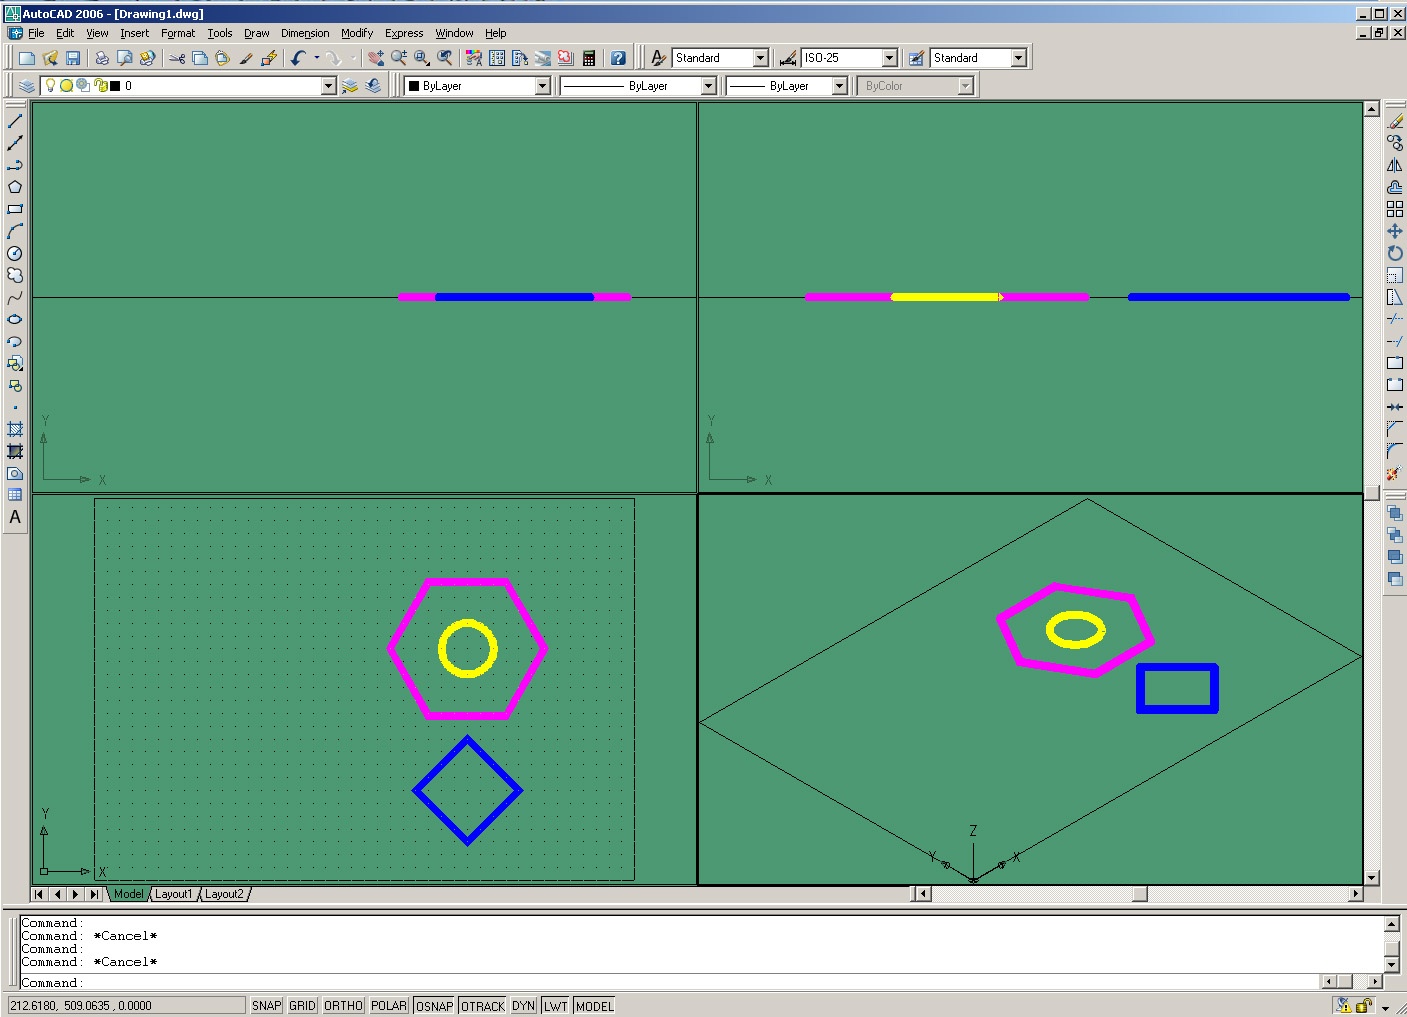 AutoCAD 2006 - [Drawing1.dwg]
File Edit View Insert Format Tools Draw Dimension Modify Express Window Help
Standard ISO-25 Standard
0 ByLayer ByLayer ByLayer ByColor
Y Y
X X
Y
X
Z
Y X
Model Layout1 Layout2
Command:
Command: *Cancel*
Command:
Command: *Cancel*
Command:
212.6180, 509.0635 , 0.0000 SNAP GRID ORTHO POLAR OSNAP OTRACK DYN LWT MODEL